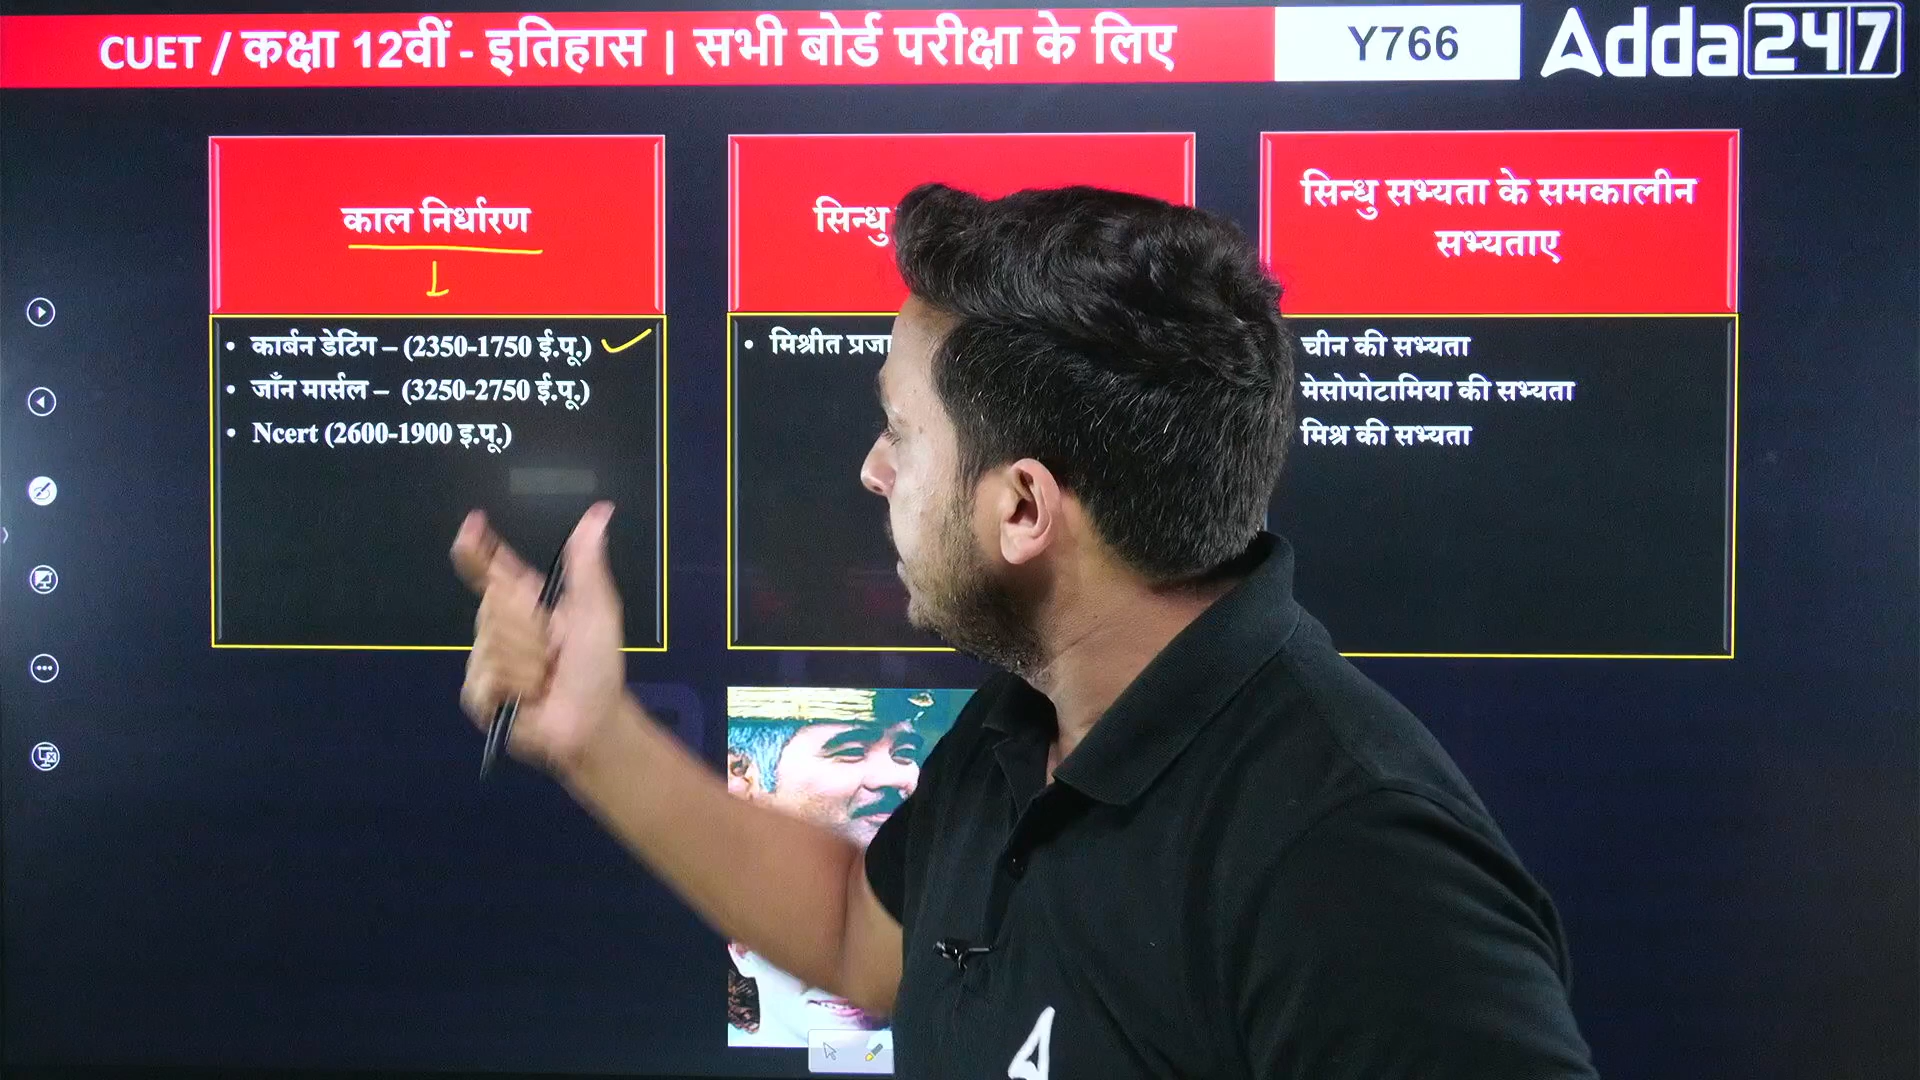 CUET / कक्षा 12वीं - इतिहास | सभी बोर्ड परीक्षा के लिए
Y766
Adda247
काल निर्धारण
• कार्बन डेटिंग – (2350-1750 ई.पू.)
• जॉन मार्सल – (3250-2750 ई.पू.)
• Ncert (2600-1900 इ.पू.)
सिन्धु
• मिश्रीत प्रजा
सिन्धु सभ्यता के समकालीन
सभ्यताए
चीन की सभ्यता
मेसोपोटामिया की सभ्यता
मिश्र की सभ्यता